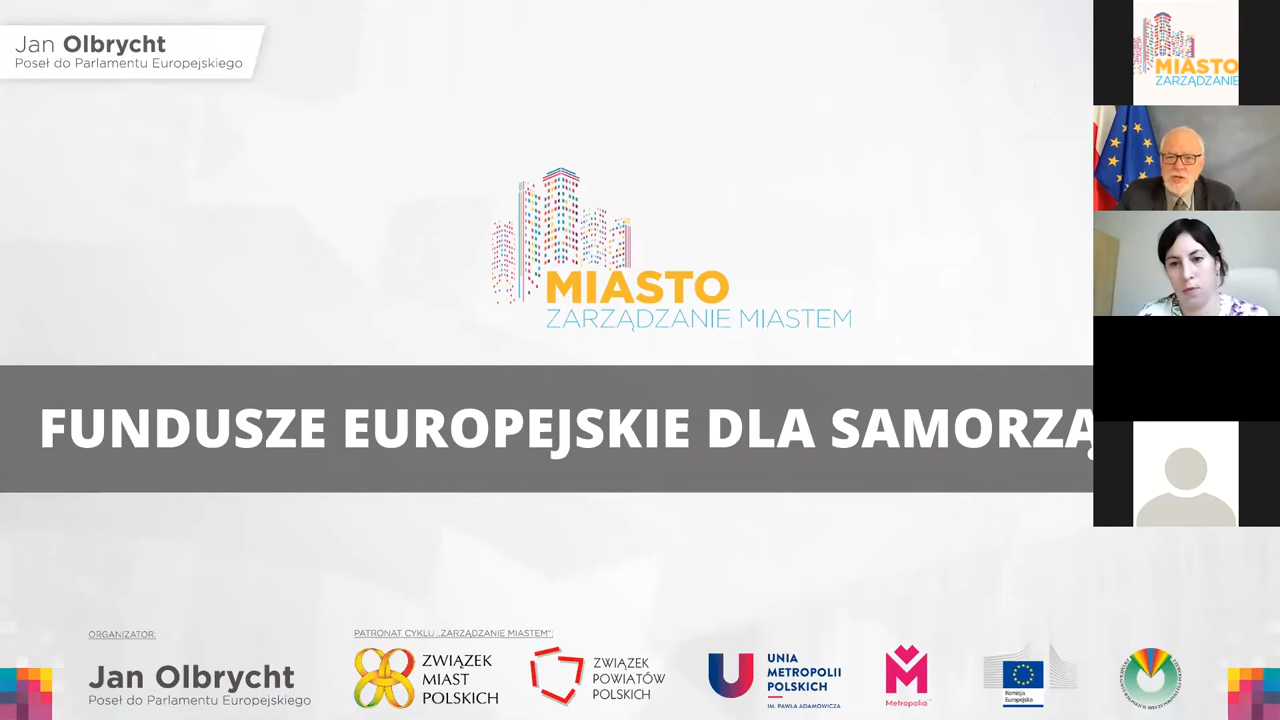 Jan Olbrycht
Poseł do Parlamentu Europejskiego
MIASTO
ZARZĄDZANIE
MIASTO
ZARZĄDZANIE MIASTEM
FUNDUSZE EUROPEJSKIE DLA SAMORZĄ
ORGANIZATOR:
Jan Olbrycht
Poseł do Parlamentu Europejskie
PATRONAT CYKLU „ZARZĄDZANIE MIASTEM":
ZWIĄZEK
MIAST
POLSKICH
ZWIĄZEK
POWIATÓW
POLSKICH
UNIA
METROPOLII
POLSKICH
IM. PAWŁA ADAMOWICZA
Metropolia
Komisja
Europejska